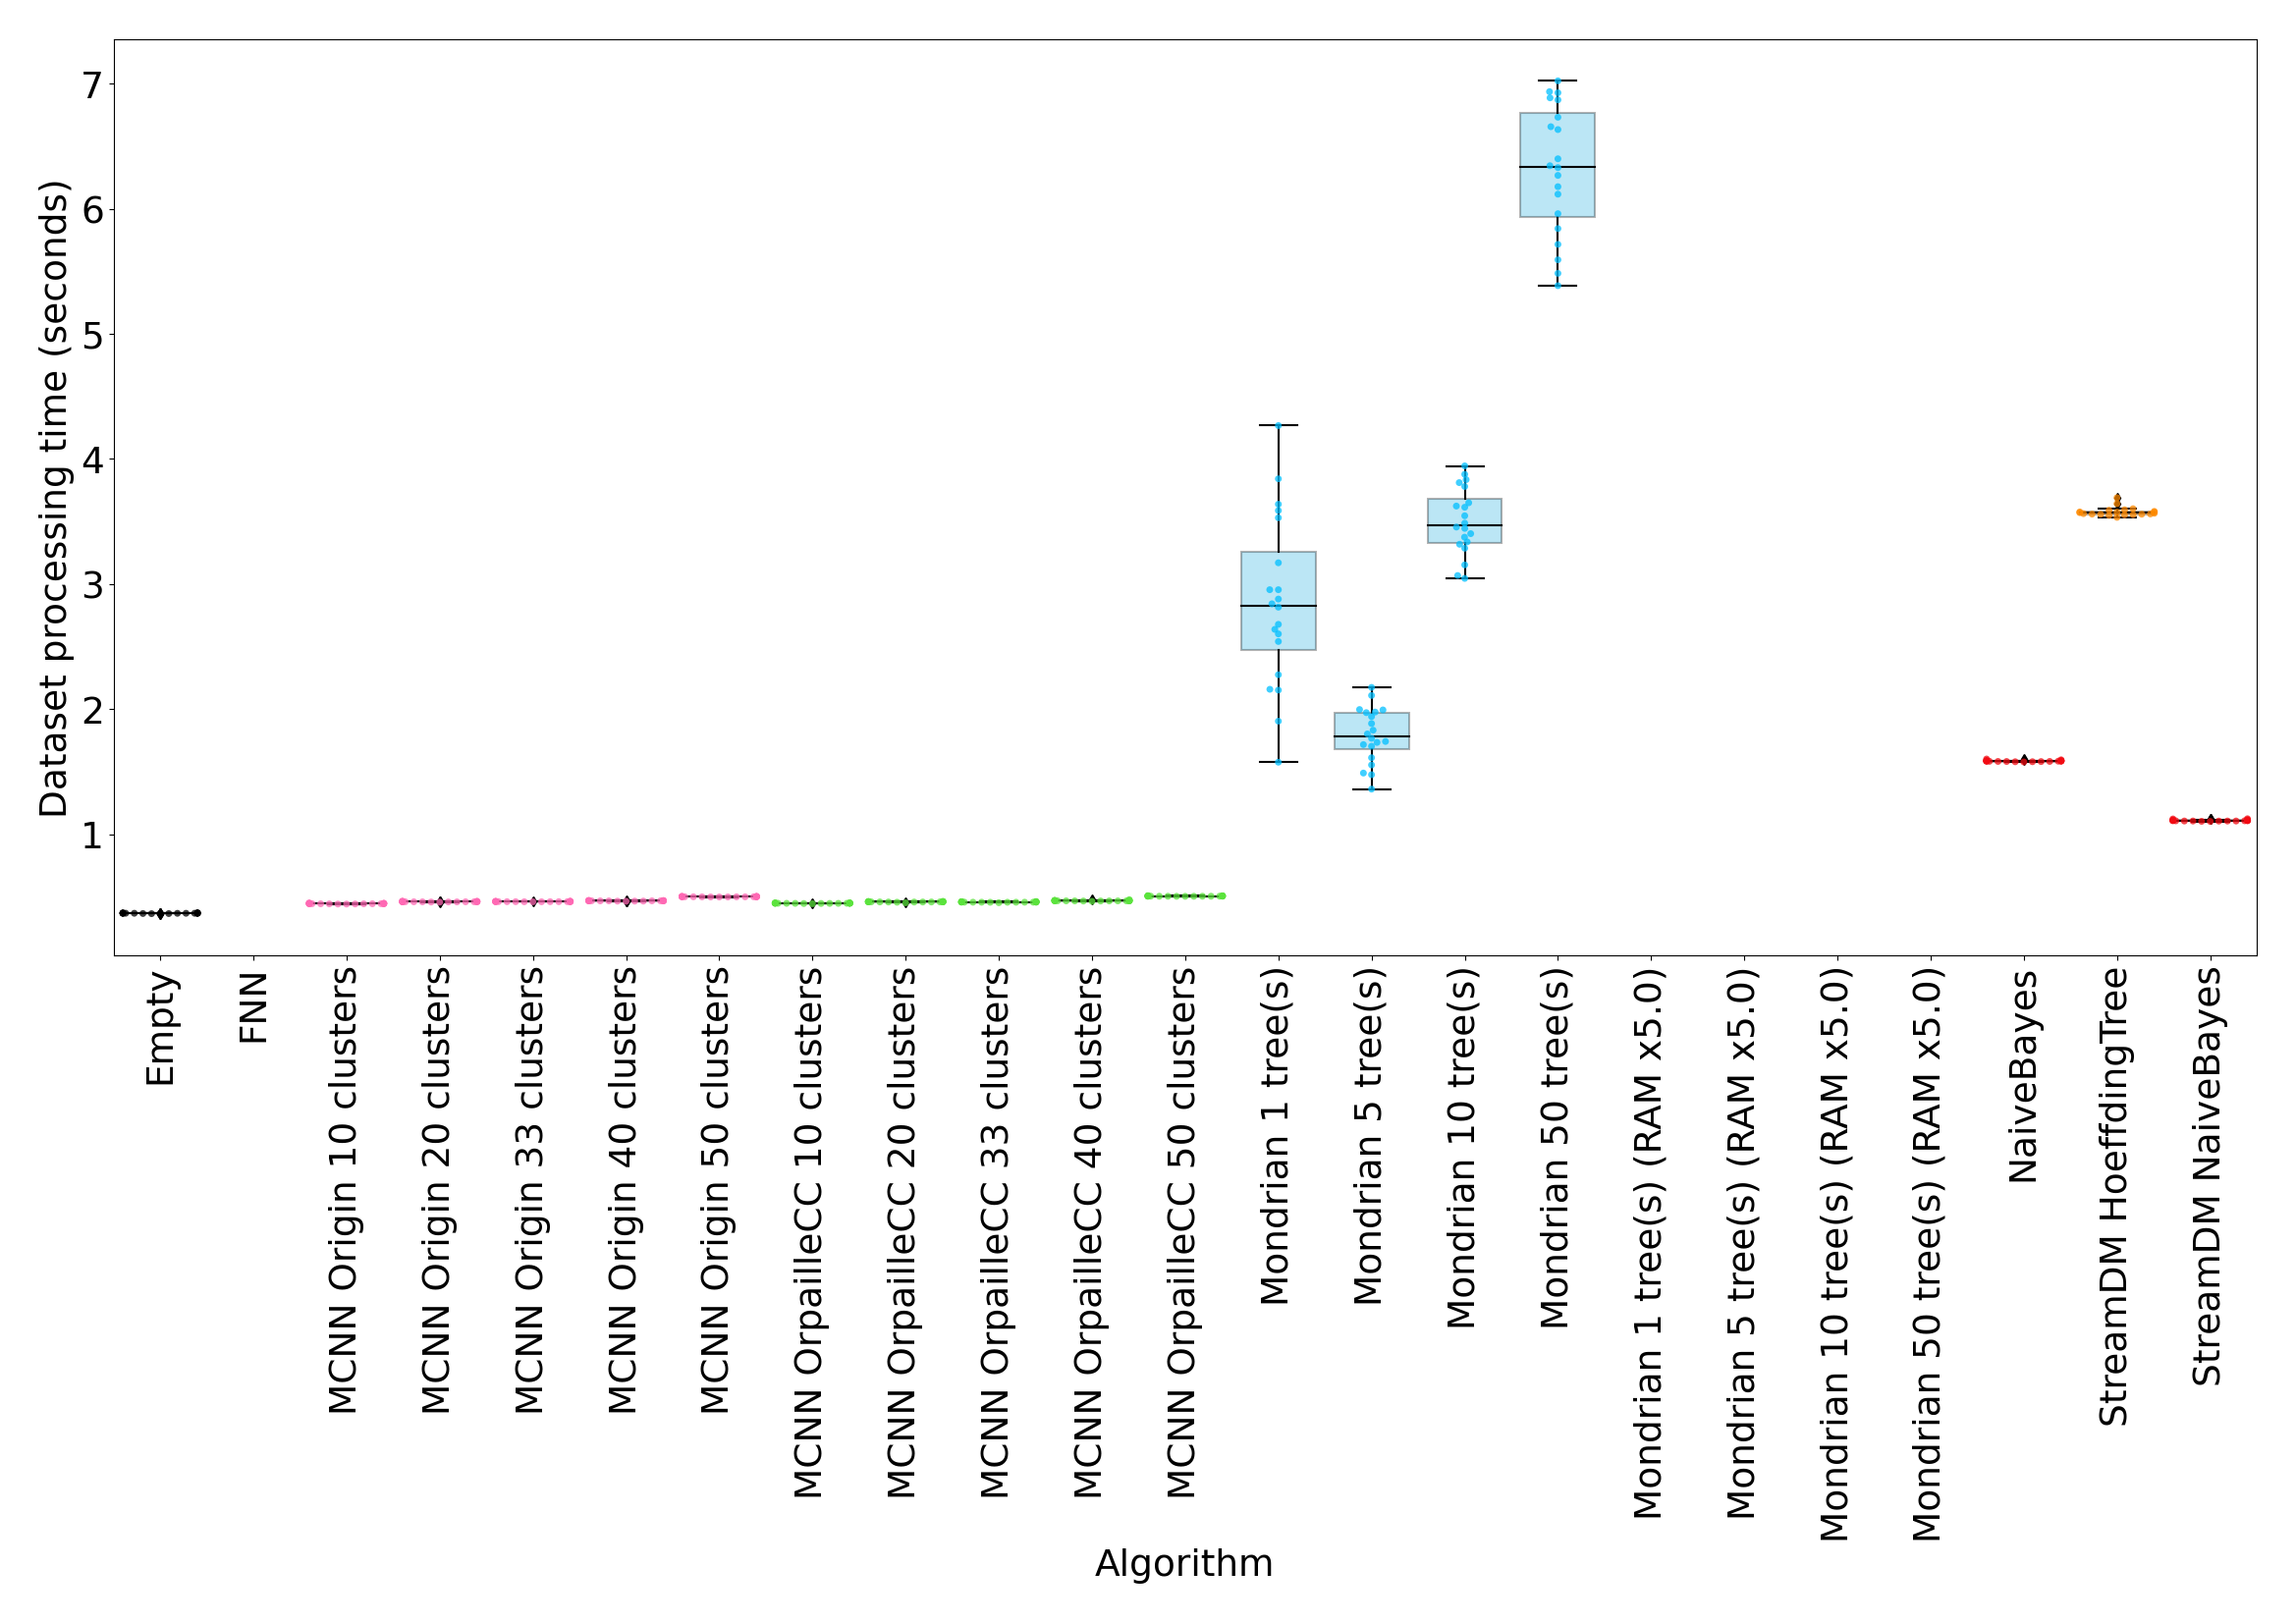 Dataset processing time (seconds)
7
6
5
4
3
2
1
Empty
FNN
MCNN Origin 10 clusters
MCNN Origin 20 clusters
MCNN Origin 33 clusters
MCNN Origin 40 clusters
MCNN Origin 50 clusters
MCNN OrpailleCC 10 clusters
MCNN OrpailleCC 20 clusters
MCNN OrpailleCC 33 clusters
MCNN OrpailleCC 40 clusters
MCNN OrpailleCC 50 clusters
Mondrian 1 tree(s)
Mondrian 5 tree(s)
Mondrian 10 tree(s)
Mondrian 50 tree(s)
Mondrian 1 tree(s) (RAM x5.0)
Mondrian 5 tree(s) (RAM x5.0)
Mondrian 10 tree(s) (RAM x5.0)
Mondrian 50 tree(s) (RAM x5.0)
NaiveBayes
StreamDM HoeffdingTree
StreamDM NaiveBayes
Algorithm